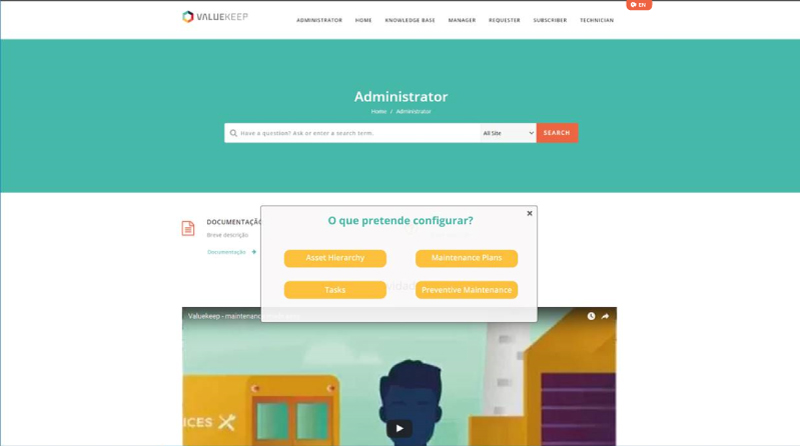 EN
VALUEKEEP
ADMINISTRATOR HOME KNOWLEDGE BASE MANAGER REQUESTER SUBSCRIBER TECHNICIAN
Administrator
Home / Administrator
Have a question? Ask or enter a search term.
All Site
SEARCH
DOCUMENTAÇÃO
Breve descrição
Documentação
O que pretende configurar?
Asset Hierarchy
Maintenance Plans
Tasks
Preventive Maintenance
Valuekeep - maintenance
ICES